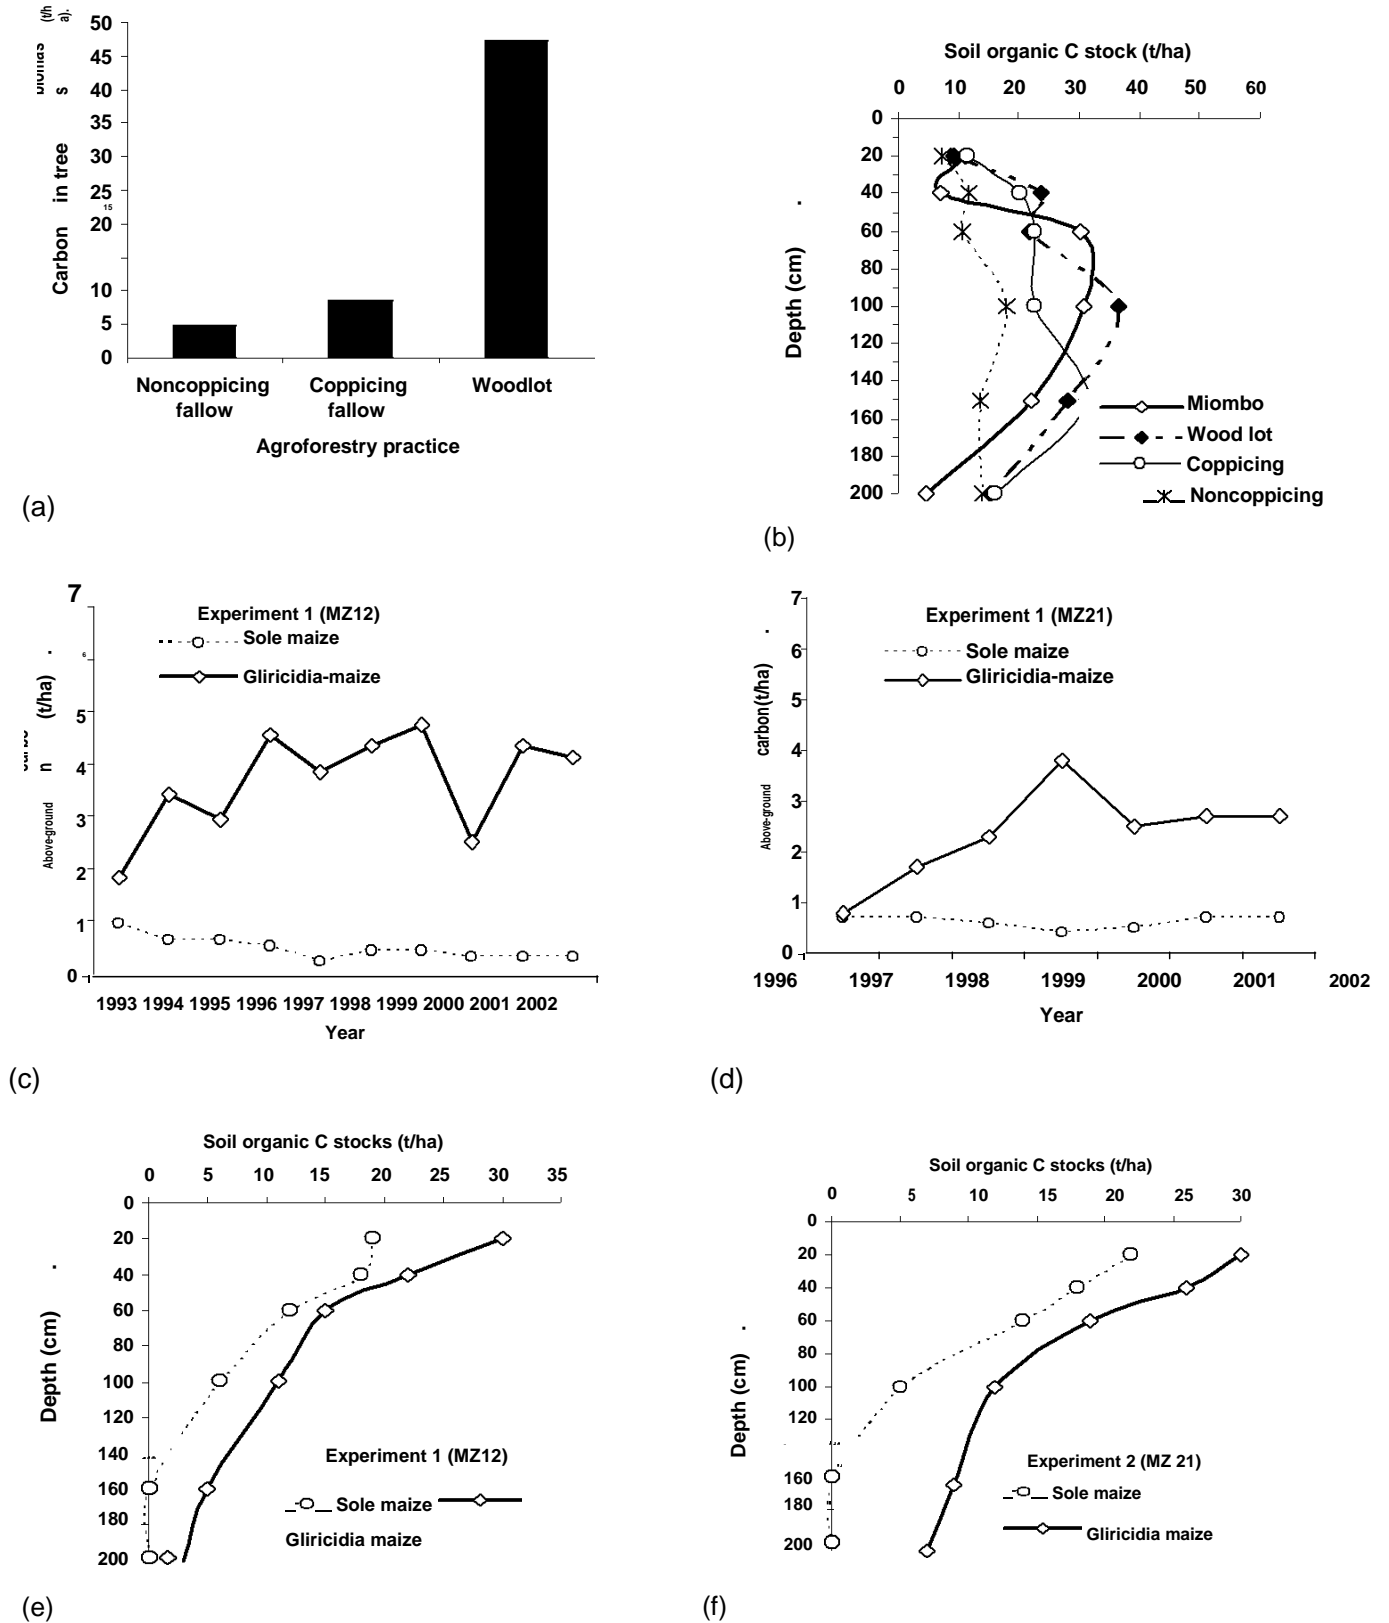 (t/h
a).
s
Carbon in tree
50
45
40
35
30
25
15
20
10
5
0
Noncoppicing Coppicing Woodlot
fallow fallow
Agroforestry practice
(a)
Soil organic C stock (t/ha)
0 10 20 30 40 50 60
Depth (cm)
0
20
40
60
80
100
140
160
180
200
Miombo
Wood lot
Coppicing
Noncoppicing
(b)
7
6
5
4
3
2
1
0
Above-ground
n
(t/ha)
Experiment 1 (MZ12)
Sole maize
Gliricidia-maize
1993 1994 1995 1996 1997 1998 1999 2000 2001 2002
Year
(c)
7
6
5
4
3
2
1
0
Above-ground
carbon(t/ha)
Experiment 1 (MZ21)
Sole maize
Gliricidia-maize
1996 1997 1998 1999 2000 2001 2002
Year
(d)
Soil organic C stocks (t/ha)
0 5 10 15 20 25 30 35
Depth (cm)
0
20
40
60
80
100
120
140
160
180
200
Experiment 1 (MZ12)
Sole maize
Gliricidia maize
(e)
Soil organic C stocks (t/ha)
0 5 10 15 20 25 30
Depth (cm)
0
20
40
60
80
100
120
160
180
200
Experiment 2 (MZ 21)
Sole maize
Gliricidia maize
(f)